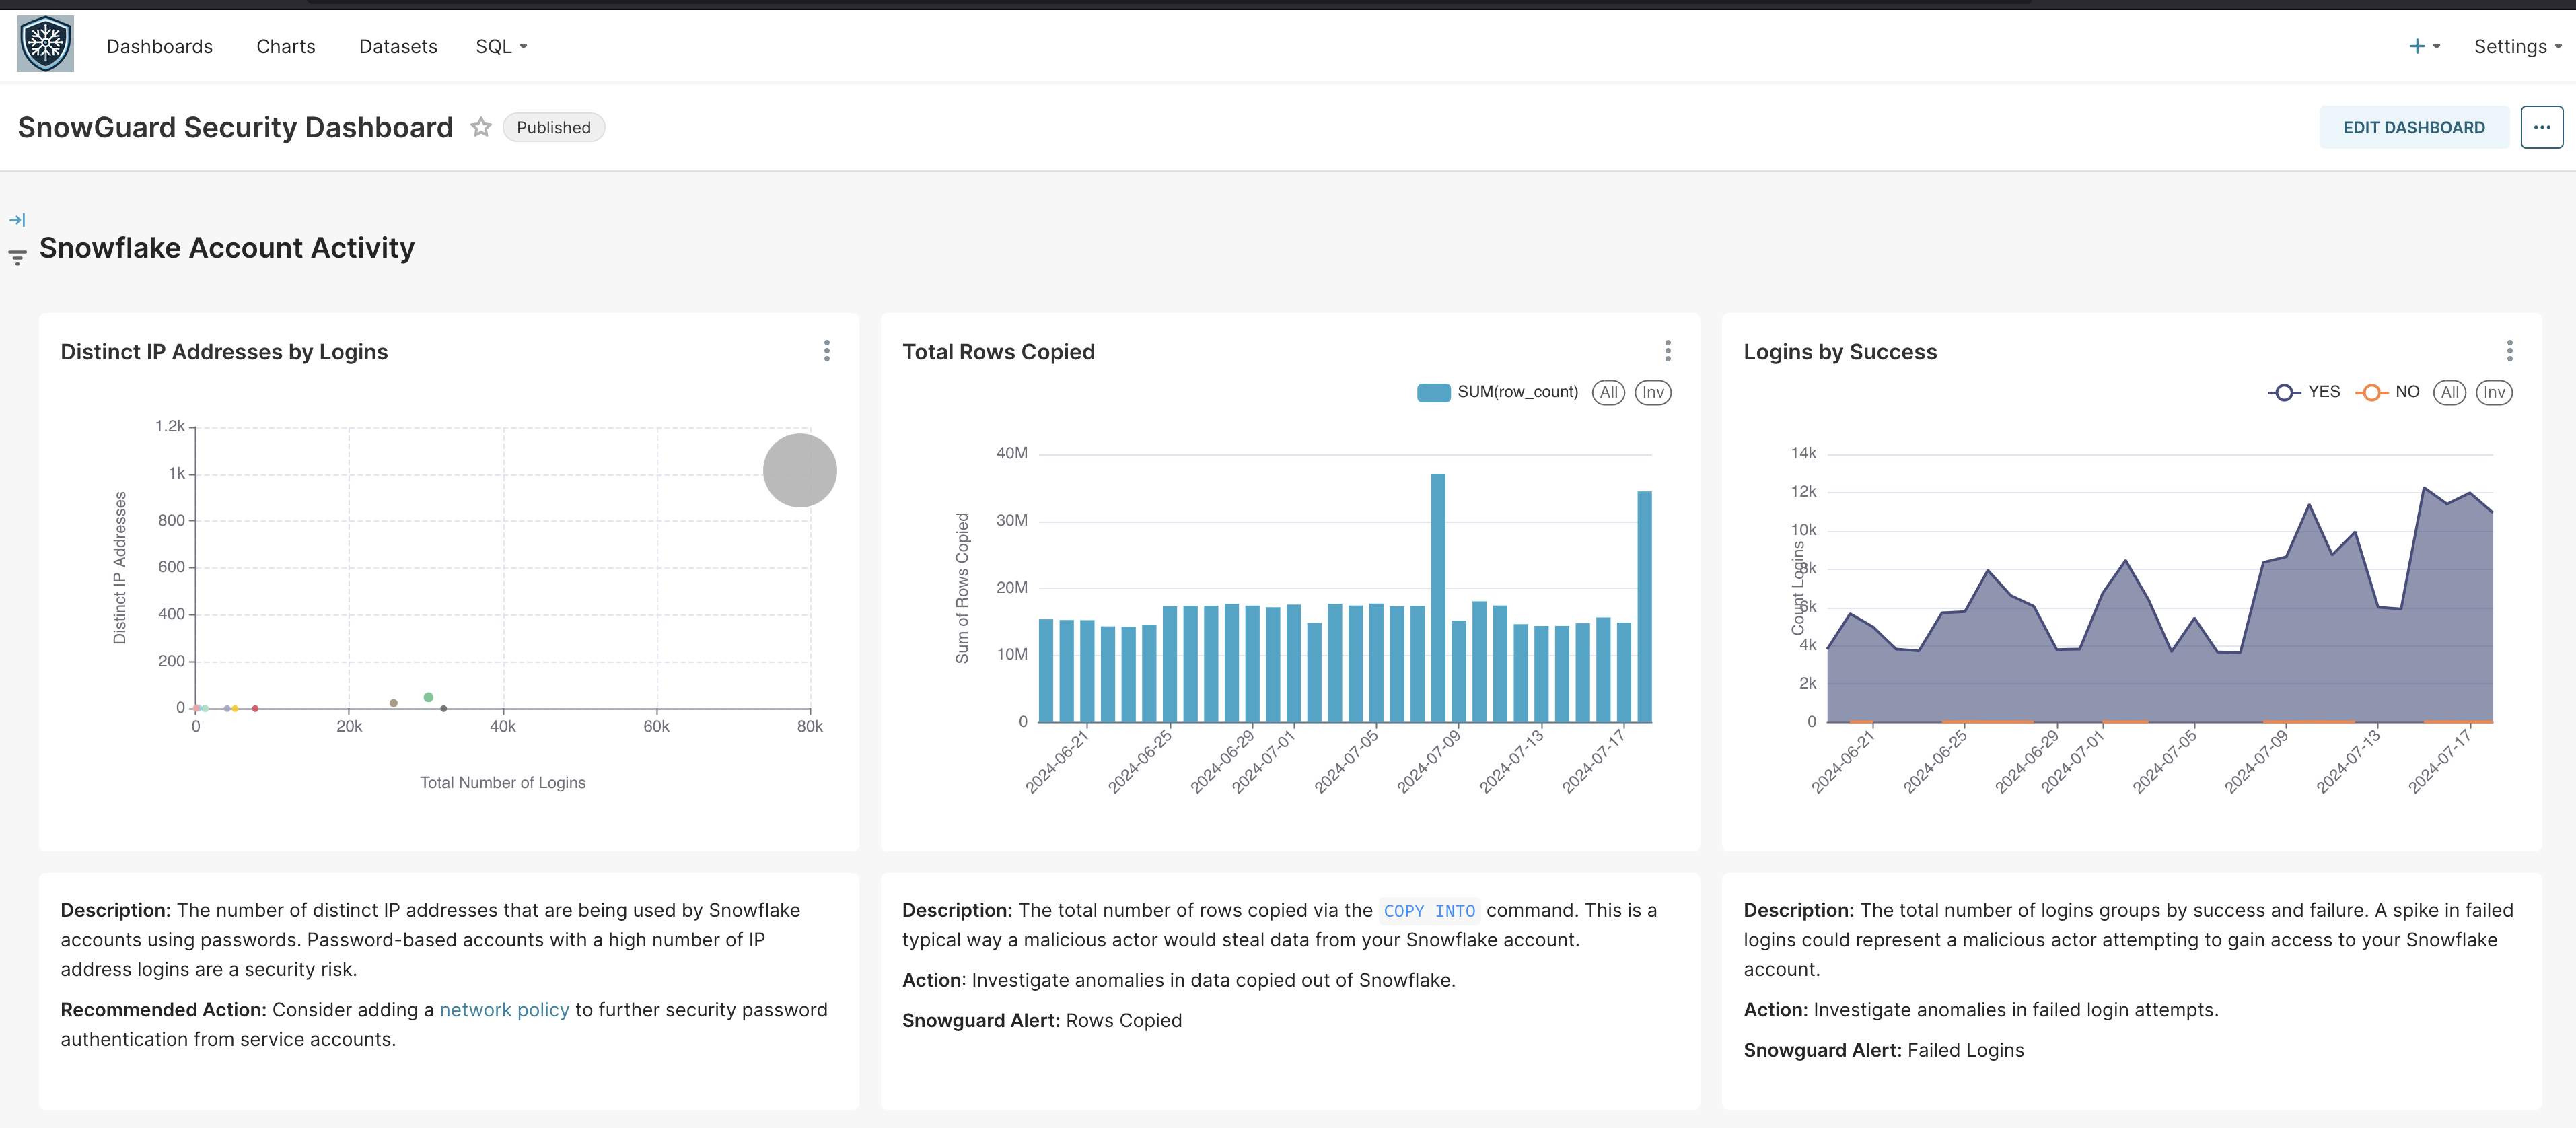 Dashboards Charts Datasets SQL + Settings
SnowGuard Security Dashboard Published EDIT DASHBOARD ...
Snowflake Account Activity
Distinct IP Addresses by Logins
1.2k
1k
800
600
400
200
0
Distinct IP Addresses
0 20k 40k 60k 80k
Total Number of Logins
Total Rows Copied
SUM(row_count) All Inv
40M
30M
20M
10M
0
Sum of Rows Copied
2024-06-21 2024-06-25 2024-06-29 2024-07-01 2024-07-05 2024-07-09 2024-07-13 2024-07-17
Logins by Success
YES NO All Inv
14k
12k
10k
8k
6k
4k
2k
0
Count Logins
2024-06-21 2024-06-25 2024-06-29 2024-07-01 2024-07-05 2024-07-09 2024-07-13 2024-07-17
Description: The number of distinct IP addresses that are being used by Snowflake
accounts using passwords. Password-based accounts with a high number of IP
address logins are a security risk.
Recommended Action: Consider adding a network policy to further security password
authentication from service accounts.
Description: The total number of rows copied via the COPY INTO command. This is a
typical way a malicious actor would steal data from your Snowflake account.
Action: Investigate anomalies in data copied out of Snowflake.
Snowguard Alert: Rows Copied
Description: The total number of logins groups by success and failure. A spike in failed
logins could represent a malicious actor attempting to gain access to your Snowflake
account.
Action: Investigate anomalies in failed login attempts.
Snowguard Alert: Failed Logins